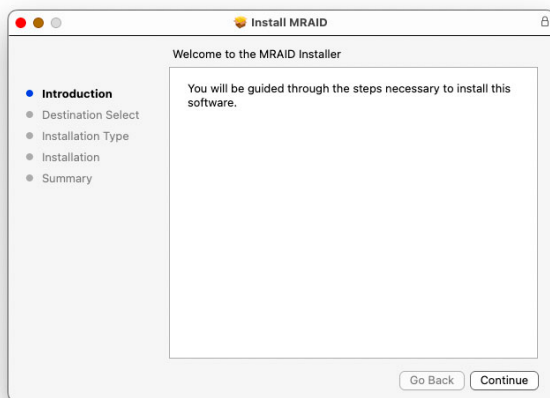 Install MRAID
Welcome to the MRAID Installer
Introduction
Destination Select
Installation Type
Installation
Summary
You will be guided through the steps necessary to install this
software.
Go Back
Continue